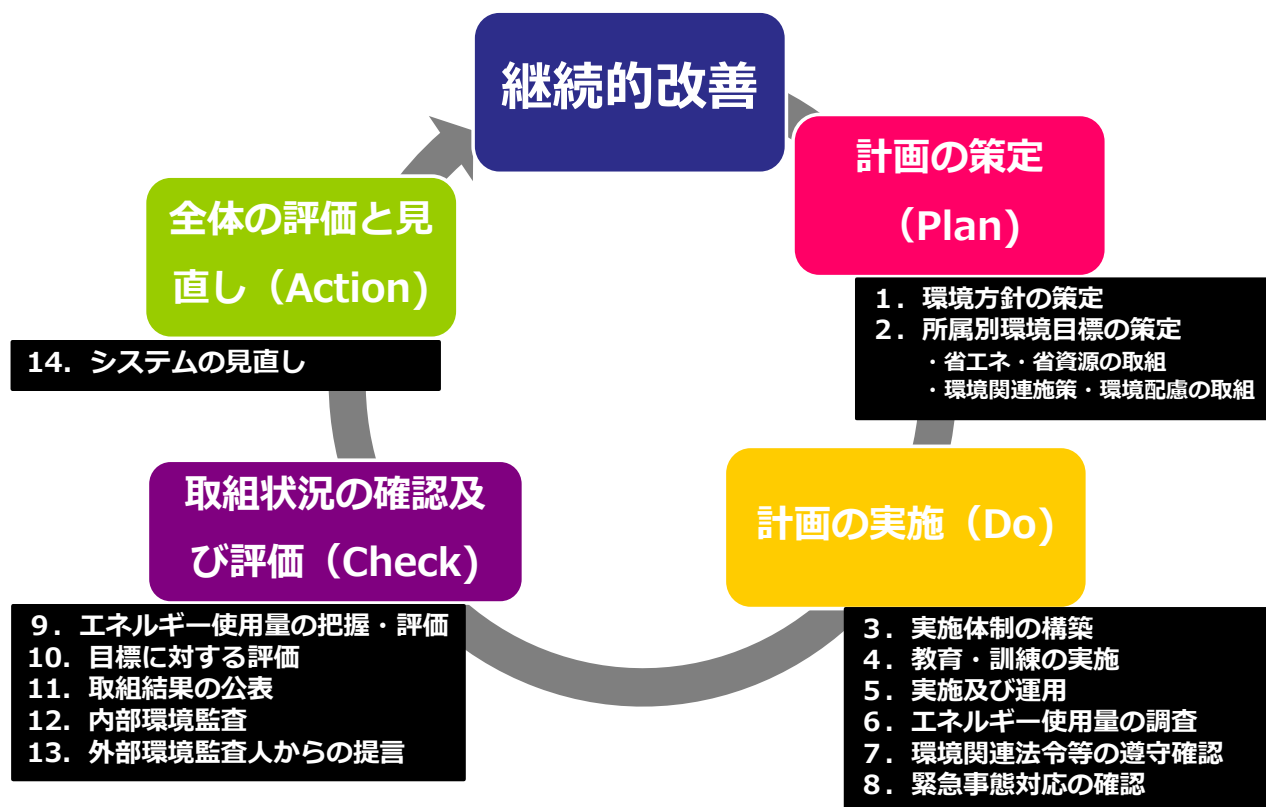 継続的改善
計画の策定
（Plan)
１．環境方針の策定
２．所属別環境目標の策定
・省エネ・省資源の取組
・環境関連施策・環境配慮の取組
計画の実施（Do)
３．実施体制の構築
４．教育・訓練の実施
５．実施及び運用
６．エネルギー使用量の調査
７．環境関連法令等の遵守確認
８．緊急事態対応の確認
取組状況の確認及
び評価（Check)
９．エネルギー使用量の把握・評価
10．目標に対する評価
11．取組結果の公表
12．内部環境監査
13．外部環境監査人からの提言
全体の評価と見
直し（Action)
14．システムの見直し